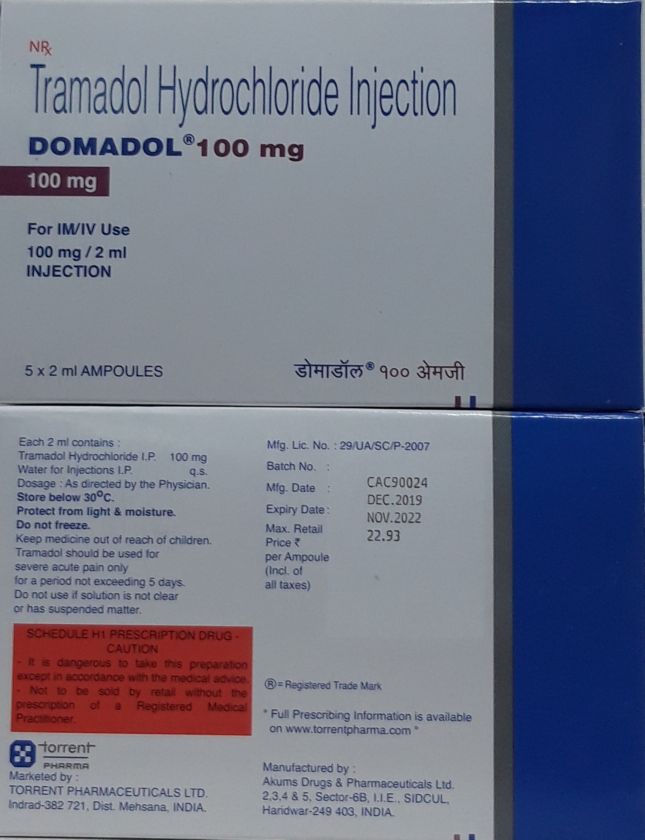 NRx
Tramadol Hydrochloride Injection
DOMADOL® 100 mg
100 mg
For IM/IV Use
100 mg / 2 ml
INJECTION
5 x 2 ml AMPOULES
डोमाडॉल® १०० अेमजी
Each 2 ml contains :
Tramadol Hydrochloride I.P. 100 mg
Water for Injections I.P. q.s.
Dosage : As directed by the Physician.
Store below 30ºC.
Protect from light & moisture.
Do not freeze.
Keep medicine out of reach of children.
Tramadol should be used for
severe acute pain only
for a period not exceeding 5 days.
Do not use if solution is not clear
or has suspended matter.
SCHEDULE H1 PRESCRIPTION DRUG -
CAUTION
- It is dangerous to take this preparation
except in accordance with the medical advice.
- Not to be sold by retail without the
prescription of a Registered Medical
Practitioner.
torrent
PHARMA
Marketed by :
TORRENT PHARMACEUTICALS LTD.
Indrad-382 721, Dist. Mehsana, INDIA.
Mfg. Lic. No. : 29/UA/SC/P-2007
Batch No. : CAC90024
Mfg. Date : DEC.2019
Expiry Date : NOV.2022
Max. Retail
Price ₹ 22.93
per Ampoule
(Incl. of
all taxes)
® = Registered Trade Mark
* Full Prescribing Information is available
on www.torrentpharma.com *
Manufactured by :
Akums Drugs & Pharmaceuticals Ltd.
2,3,4 & 5, Sector-6B, I.I.E., SIDCUL,
Haridwar-249 403, INDIA.